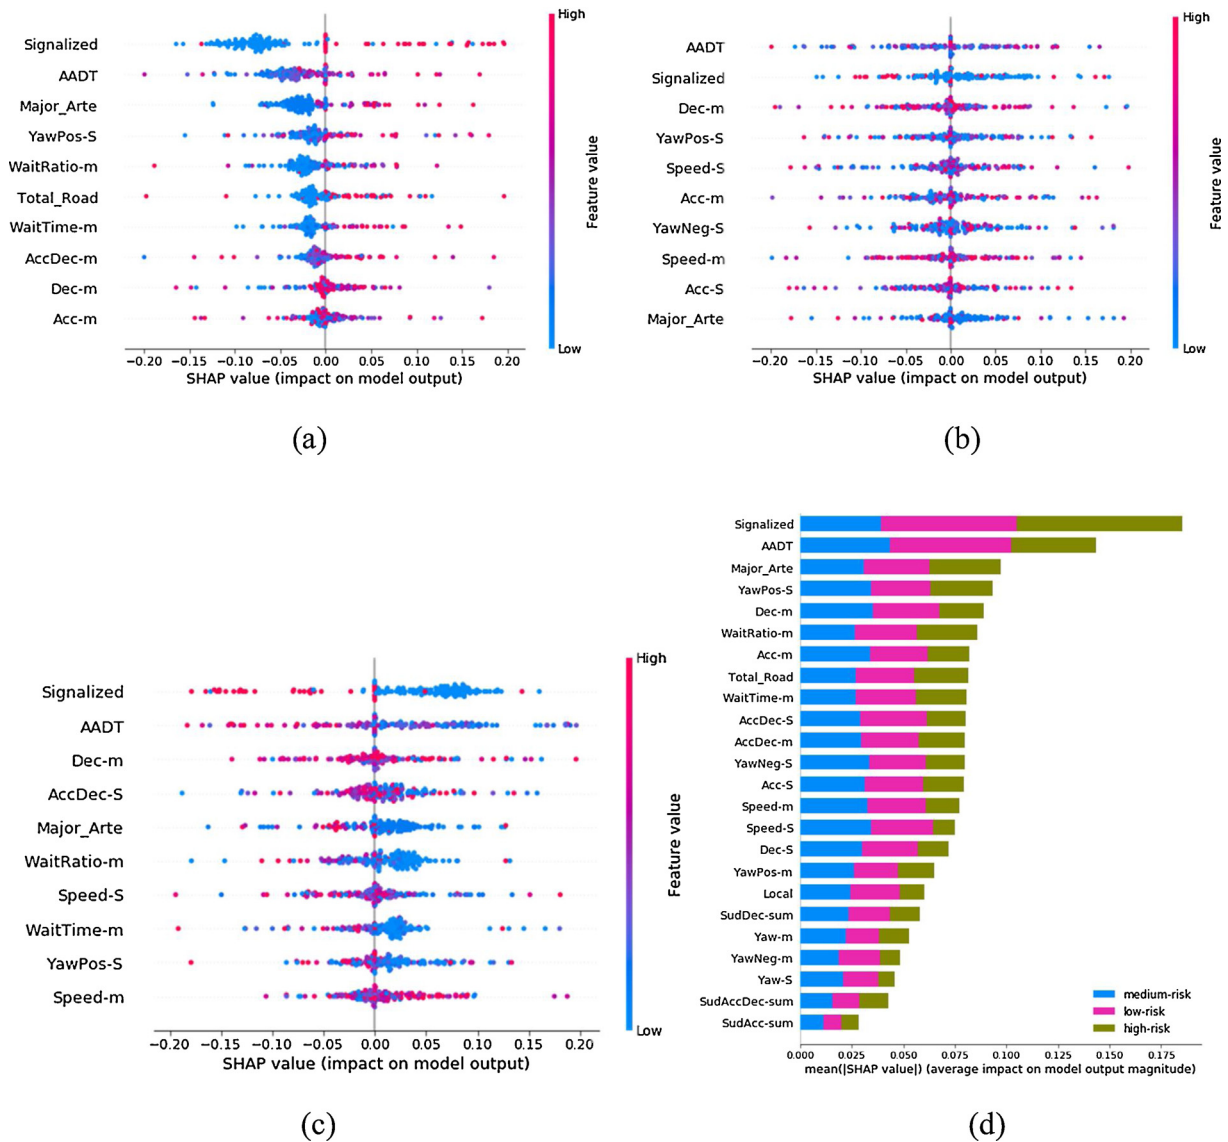 High
Signalized
AADT
Major_Arte
YawPos-S
WaitRatio-m
Total_Road
WaitTime-m
AccDec-m
Dec-m
Acc-m
Feature value
Low
−0.20 −0.15 −0.10 −0.05 0.00 0.05 0.10 0.15 0.20
SHAP value (impact on model output)
(a)
High
AADT
Signalized
Dec-m
YawPos-S
Speed-S
Acc-m
YawNeg-S
Speed-m
Acc-S
Major_Arte
Feature value
Low
−0.20 −0.15 −0.10 −0.05 0.00 0.05 0.10 0.15 0.20
SHAP value (impact on model output)
(b)
High
Signalized
AADT
Dec-m
AccDec-S
Major_Arte
WaitRatio-m
Speed-S
WaitTime-m
YawPos-S
Speed-m
Feature value
Low
−0.20 −0.15 −0.10 −0.05 0.00 0.05 0.10 0.15 0.20
SHAP value (impact on model output)
(c)
Signalized
AADT
Major_Arte
YawPos-S
Dec-m
WaitRatio-m
Acc-m
Total_Road
WaitTime-m
AccDec-S
AccDec-m
YawNeg-S
Acc-S
Speed-m
Speed-S
Dec-S
YawPos-m
Local
SudDec-sum
Yaw-m
YawNeg-m
Yaw-S
SudAccDec-sum
SudAcc-sum
medium-risk
low-risk
high-risk
0.000 0.025 0.050 0.075 0.100 0.125 0.150 0.175
mean(|SHAP value|) (average impact on model output magnitude)
(d)